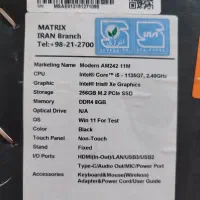 MATRIX
IRAN Branch
Tel:+98-21-2700
Marketing Name : Modern AM242 11M
CPU : Intel® Core™ i5 - 1135G7, 2.40GHz
Graphic : Intel® Iris® Xe Graphics
Storage : 256GB M.2 PCIe SSD
Memory : DDR4 8GB
Optical Drive : N/A
OS : Win 11 For Test
Color : Black
Touch Panel : Non-Touch
Stand : Fixed
I/O Ports : HDMI(In-Out)/LAN/USB3/USB2
Type-C/Audio Out/MIC/Power Port
Accessories : Keyboard&Mouse(Wireless)
Adapter&Power Cord/User Guide